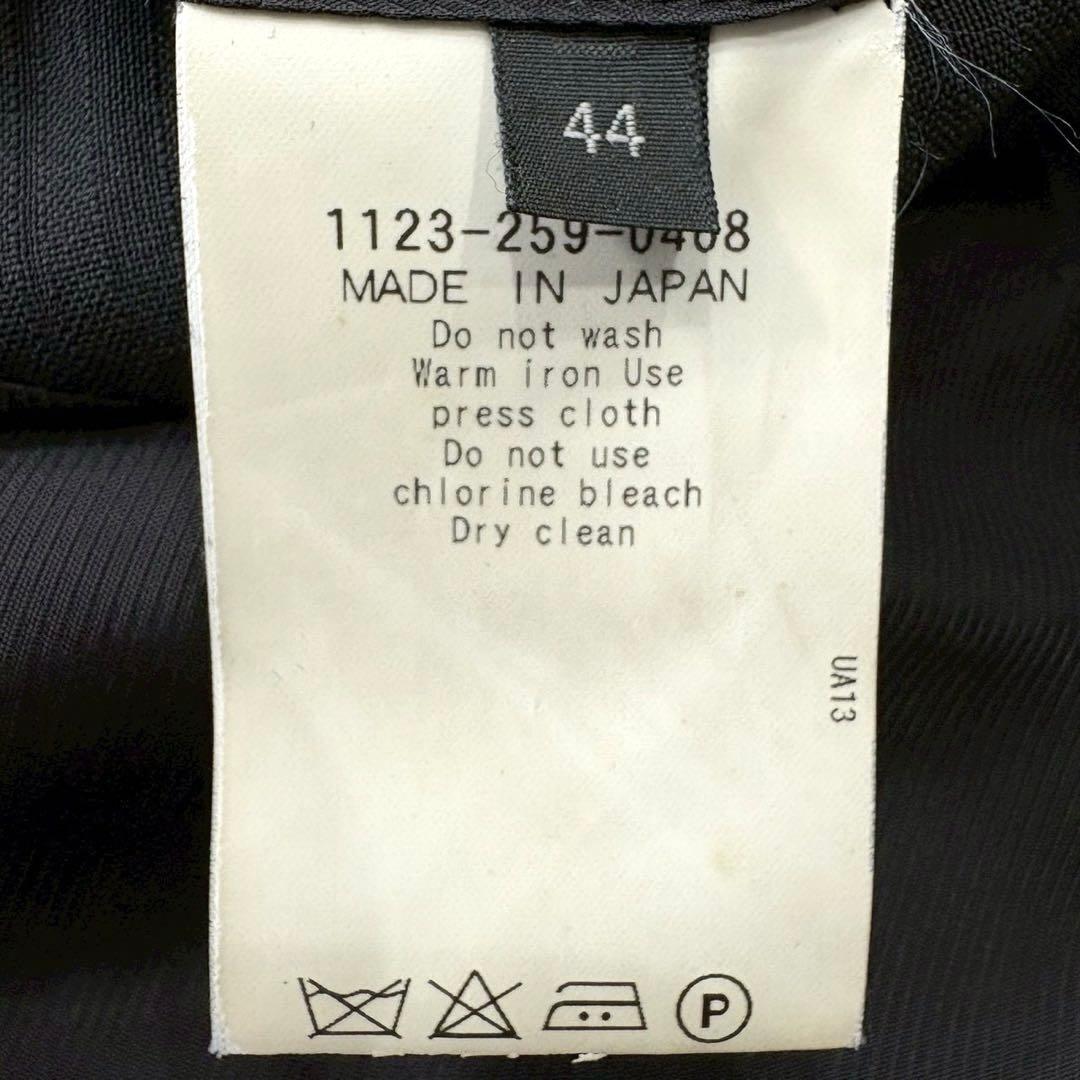 44
1123-259-0468
MADE IN JAPAN
Do not wash
Warm iron Use
press cloth
Do not use
chlorine bleach
Dry clean
UA13
P